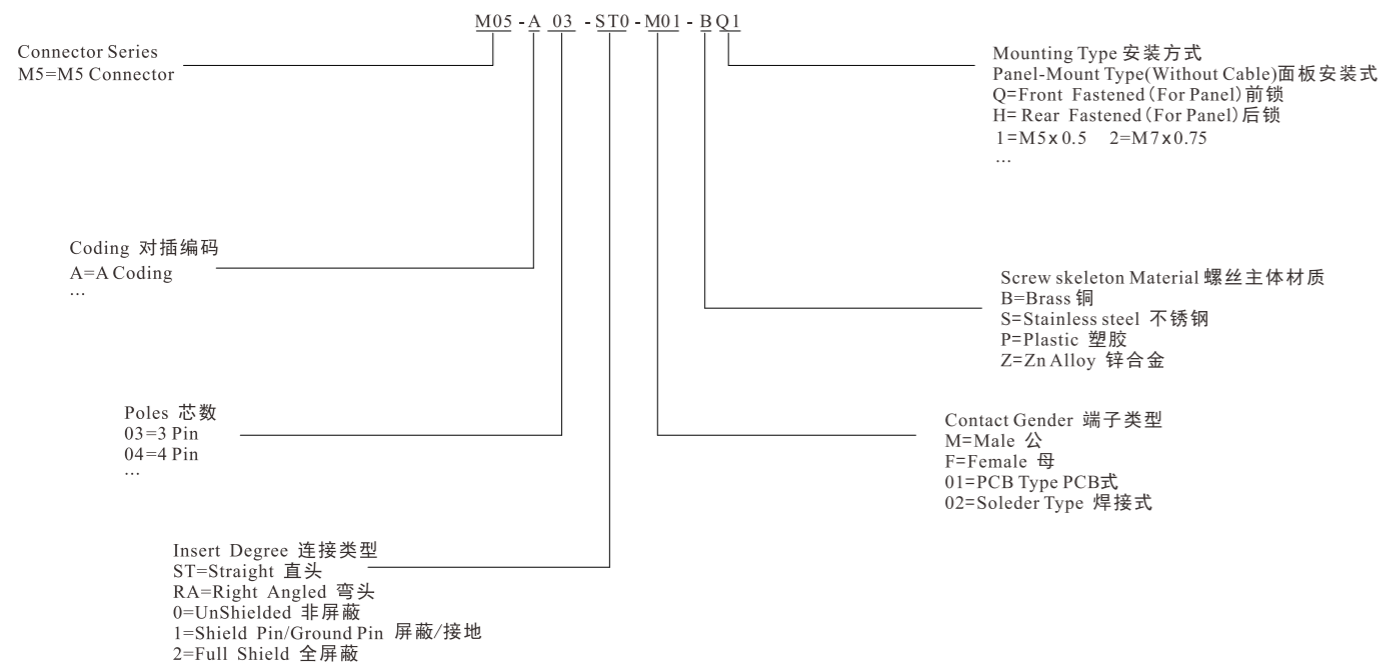 M05-A 03-ST0-M01-BQ1
Connector Series
M5=M5 Connector
Mounting Type 安装方式
Panel-Mount Type(Without Cable)面板安装式
Q=Front Fastened(For Panel)前锁
H= Rear Fastened(For Panel)后锁
1=M5x0.5 2=M7x0.75
...
Coding 对插编码
A=A Coding
...
Screw skeleton Material 螺丝主体材质
B=Brass 铜
S=Stainless steel 不锈钢
P=Plastic 塑胶
Z=Zn Alloy 锌合金
Poles 芯数
03=3 Pin
04=4 Pin
...
Contact Gender 端子类型
M=Male 公
F=Female 母
01=PCB Type PCB式
02=Soleder Type 焊接式
Insert Degree 连接类型
ST=Straight 直头
RA=Right Angled 弯头
0=UnShielded 非屏蔽
1=Shield Pin/Ground Pin 屏蔽/接地
2=Full Shield 全屏蔽